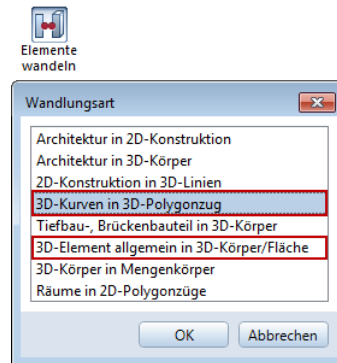 Elemente
wandeln
Wandlungsart
Architektur in 2D-Konstruktion
Architektur in 3D-Körper
2D-Konstruktion in 3D-Linien
3D-Kurven in 3D-Polygonzug
Tiefbau-, Brückenbauteil in 3D-Körper
3D-Element allgemein in 3D-Körper/Fläche
3D-Körper in Mengenkörper
Räume in 2D-Polygonzüge
OK Abbrechen